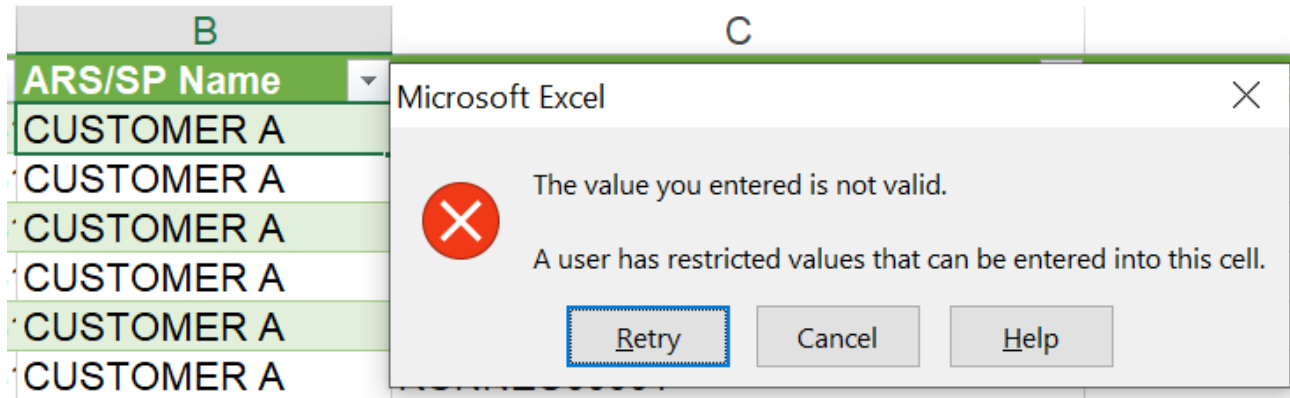 B C
ARS/SP Name
Microsoft Excel
CUSTOMER A
CUSTOMER A
CUSTOMER A
CUSTOMER A
CUSTOMER A
CUSTOMER A
The value you entered is not valid.
A user has restricted values that can be entered into this cell.
Retry Cancel Help